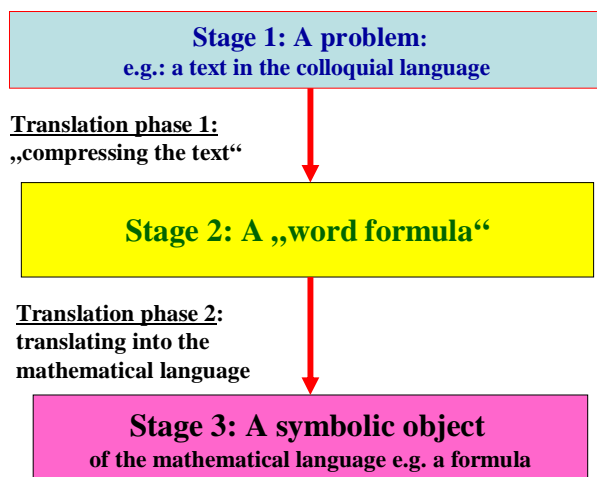 Stage 1: A problem:
e.g.: a text in the colloquial language
Translation phase 1:
„compressing the text“
Stage 2: A „word formula“
Translation phase 2:
translating into the
mathematical language
Stage 3: A symbolic object
of the mathematical language e.g. a formula